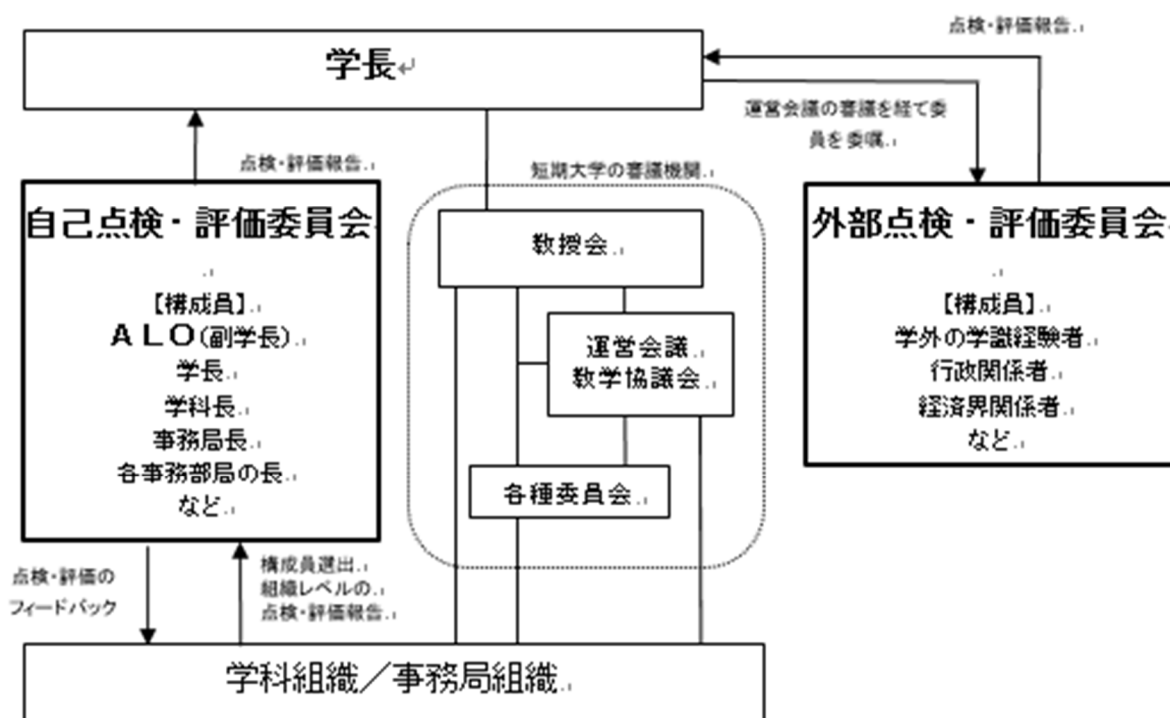 点検・評価報告
学長
運営会議の審議を経て委
員を委嘱
点検・評価報告
短期大学の審議機関
自己点検・評価委員会
【構成員】
ＡＬＯ(副学長)
学長
学科長
事務局長
各事務部局の長
など
教授会
運営会議
教学協議会
各種委員会
外部点検・評価委員会
【構成員】
学外の学識経験者
行政関係者
経済界関係者
など
点検・評価の
フィードバック
構成員選出
組織レベルの
点検・評価報告
学科組織／事務局組織